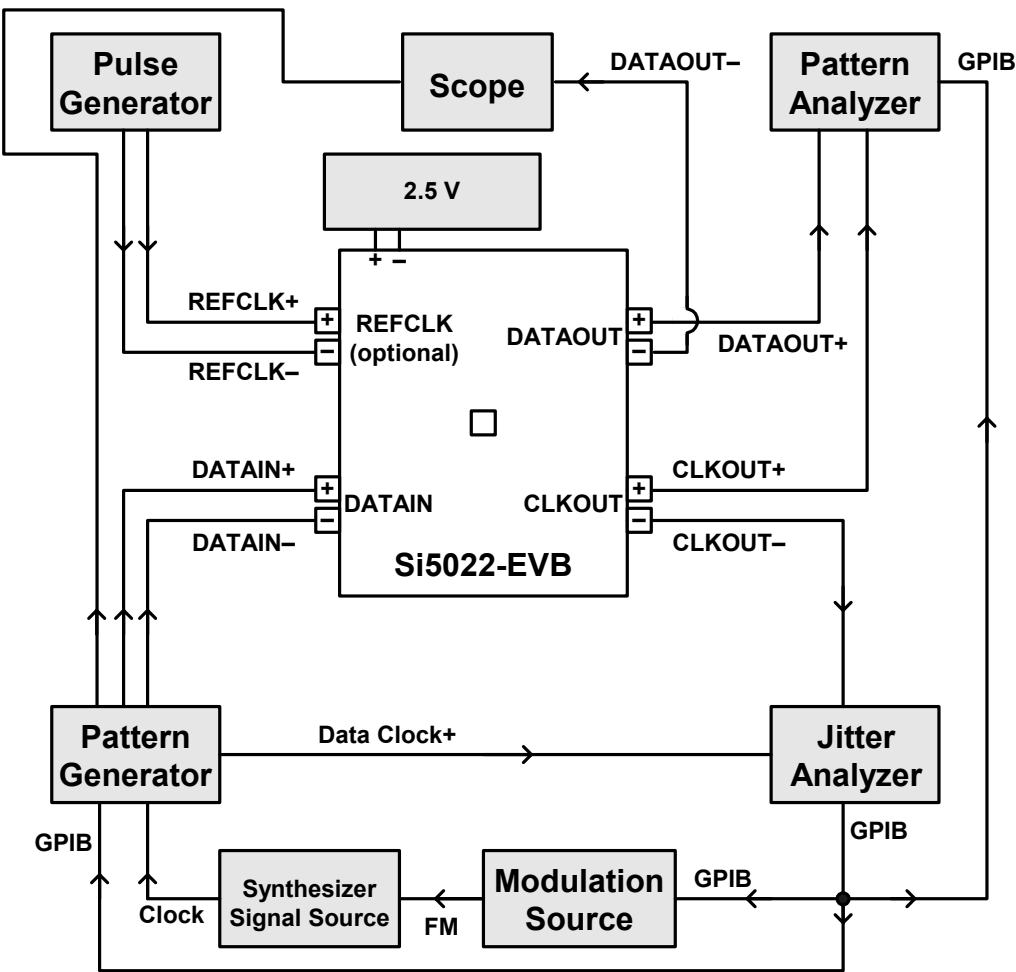 Pulse
Generator
Scope
DATAOUT–
Pattern
Analyzer
GPIB
2.5 V
+ –
REFCLK+
+
REFCLK
(optional)
–
REFCLK–
DATAOUT
+
–
DATAOUT+
DATAIN+
+
DATAIN
–
DATAIN–
CLKOUT
+
–
CLKOUT+
CLKOUT–
Si5022-EVB
Pattern
Generator
Data Clock+
Jitter
Analyzer
GPIB
GPIB
Clock
Synthesizer
Signal Source
FM
Modulation
Source
GPIB